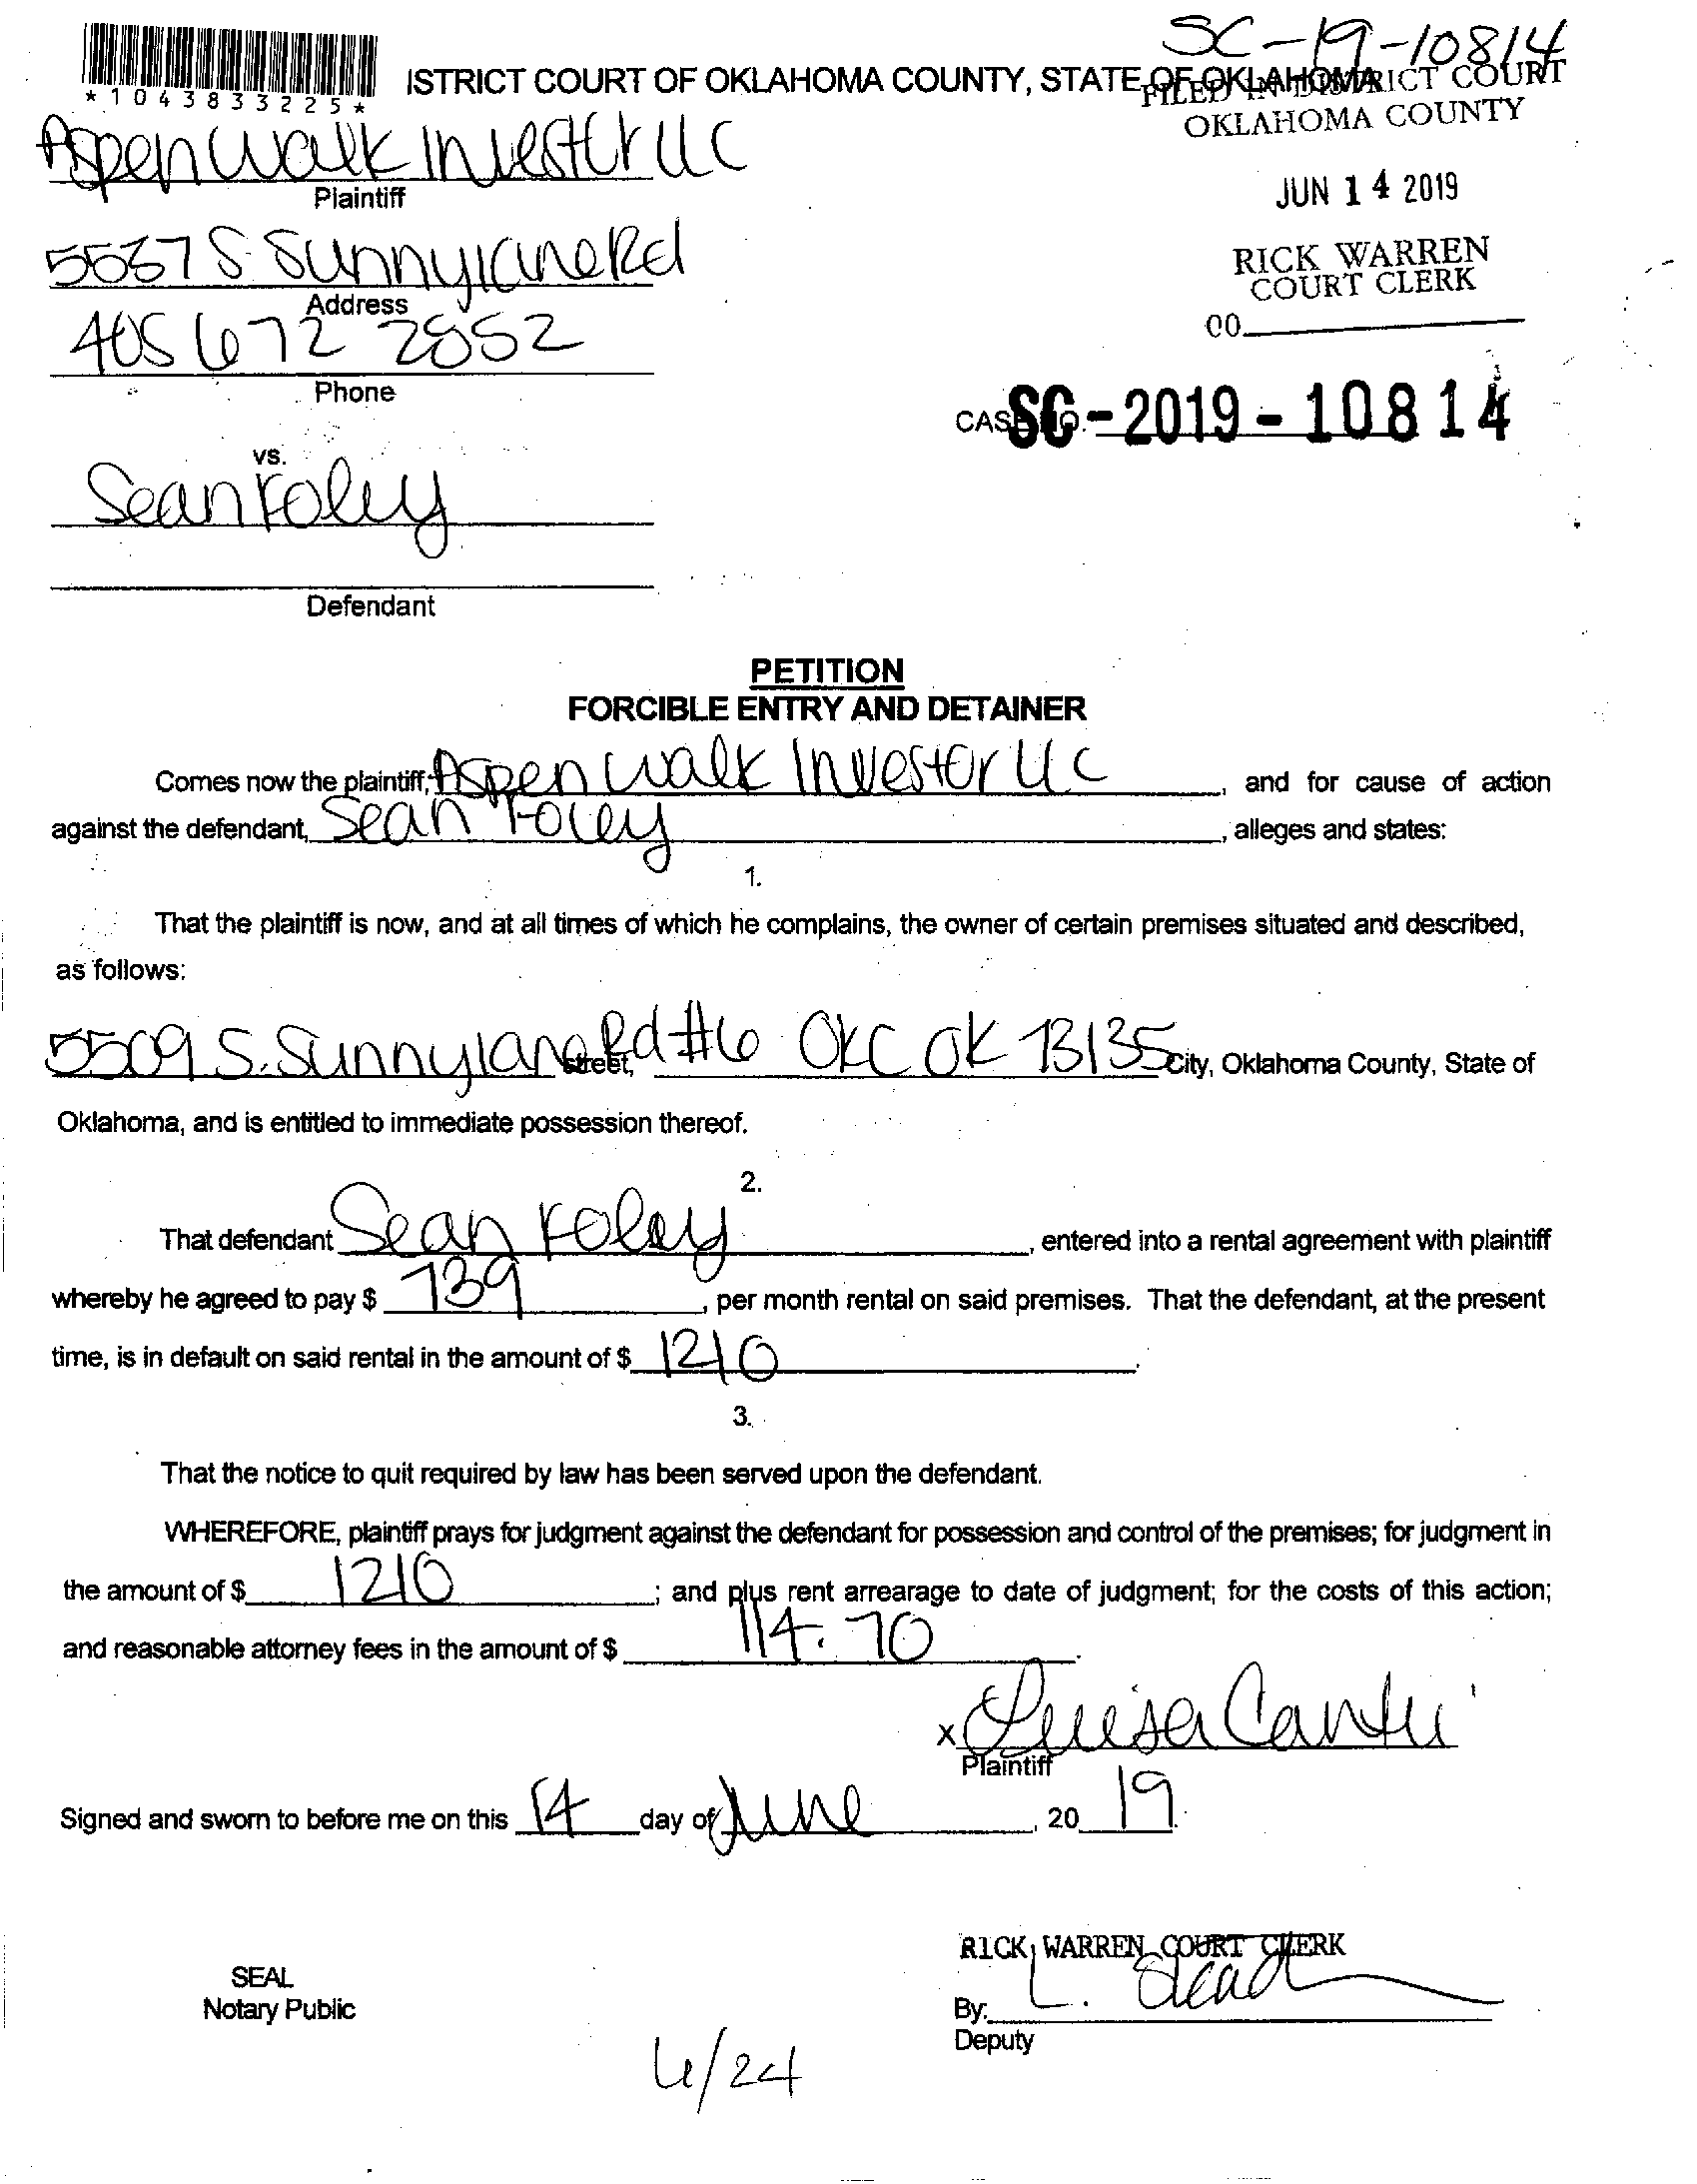 SC-19-10814
*1043833225*
ISTRICT COURT OF OKLAHOMA COUNTY, STATE OF OKLAHOMA
FILED IN DISTRICT COURT
OKLAHOMA COUNTY
Aspen Walk Investor LLC
Plaintiff
JUN 14 2019
5537 S. Sunnylane Rd
Address
RICK WARREN
COURT CLERK
405 672 2852
Phone
CASE NO. SC-2019-10814
vs.
Sean Foley
Defendant
PETITION
FORCIBLE ENTRY AND DETAINER
Comes now the plaintiff, Aspen Walk Investor LLC, and for cause of action
against the defendant, Sean Foley, alleges and states:
1.
That the plaintiff is now, and at all times of which he complains, the owner of certain premises situated and described,
as follows:
5509 S. Sunnylane Rd #6 OKC OK 73135 street, City, Oklahoma County, State of
Oklahoma, and is entitled to immediate possession thereof.
2.
That defendant Sean Foley, entered into a rental agreement with plaintiff
whereby he agreed to pay $ 739, per month rental on said premises. That the defendant, at the present
time, is in default on said rental in the amount of $ 1210.
3.
That the notice to quit required by law has been served upon the defendant.
WHEREFORE, plaintiff prays for judgment against the defendant for possession and control of the premises; for judgment in
the amount of $ 1210; and plus rent arrearage to date of judgment; for the costs of this action;
and reasonable attorney fees in the amount of $ 114.70.
x Luisa Cantu
Plaintiff
Signed and sworn to before me on this 14 day of June, 20 19.
RICK WARREN COURT CLERK
SEAL
Notary Public
By: L.
Deputy
6/24